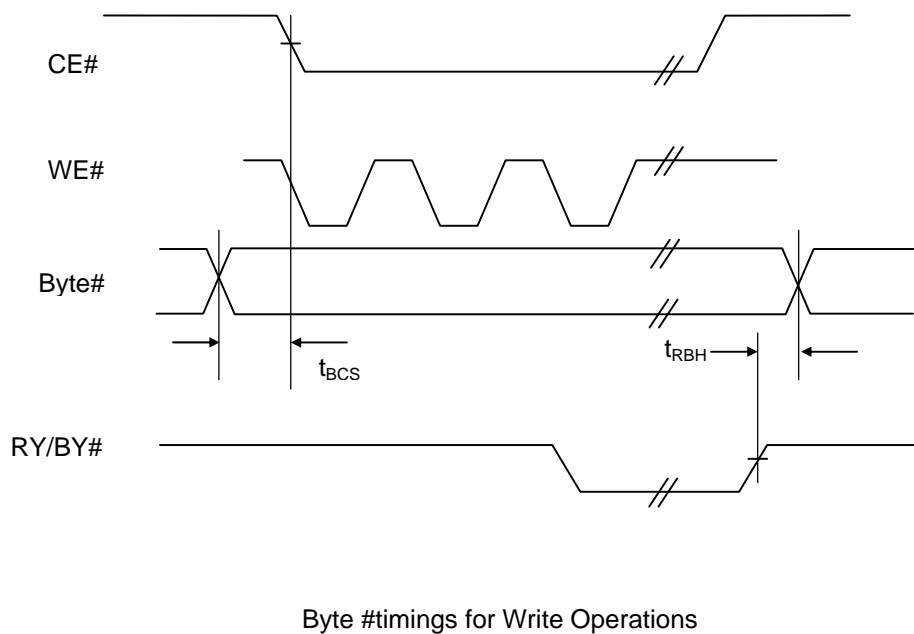 CE#
WE#
Byte#
tBCS
tRBH
RY/BY#
Byte #timings for Write Operations